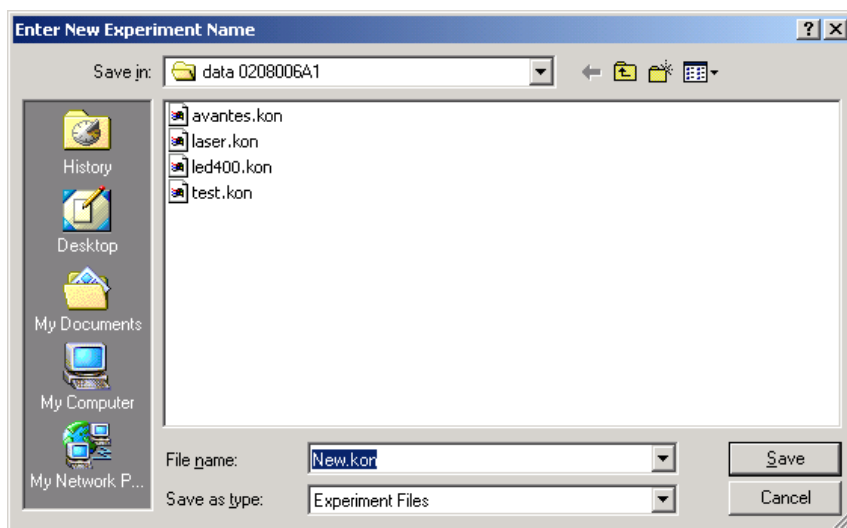 Enter New Experiment Name
Save in: data 0208006A1
avantes.kon
laser.kon
led400.kon
test.kon
History
Desktop
My Documents
My Computer
My Network P...
File name: New.kon Save
Save as type: Experiment Files Cancel